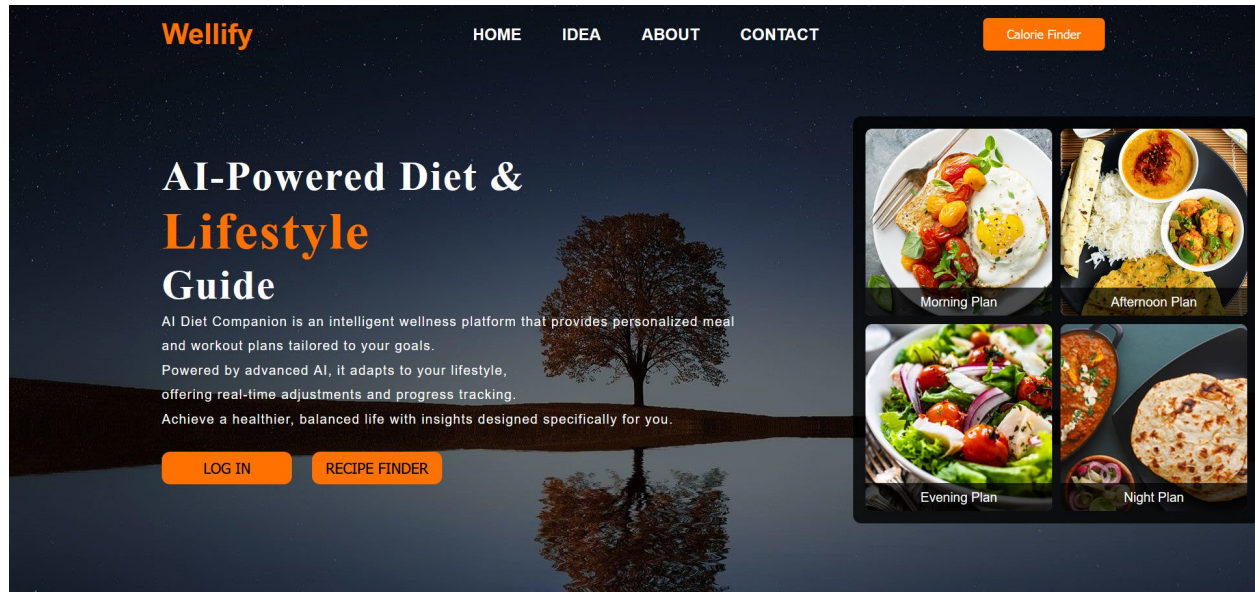 Wellify
HOME IDEA ABOUT CONTACT
Calorie Finder
AI-Powered Diet &
Lifestyle
Guide
AI Diet Companion is an intelligent wellness platform that provides personalized meal
and workout plans tailored to your goals.
Powered by advanced AI, it adapts to your lifestyle,
offering real-time adjustments and progress tracking.
Achieve a healthier, balanced life with insights designed specifically for you.
LOG IN
RECIPE FINDER
Morning Plan
Afternoon Plan
Evening Plan
Night Plan